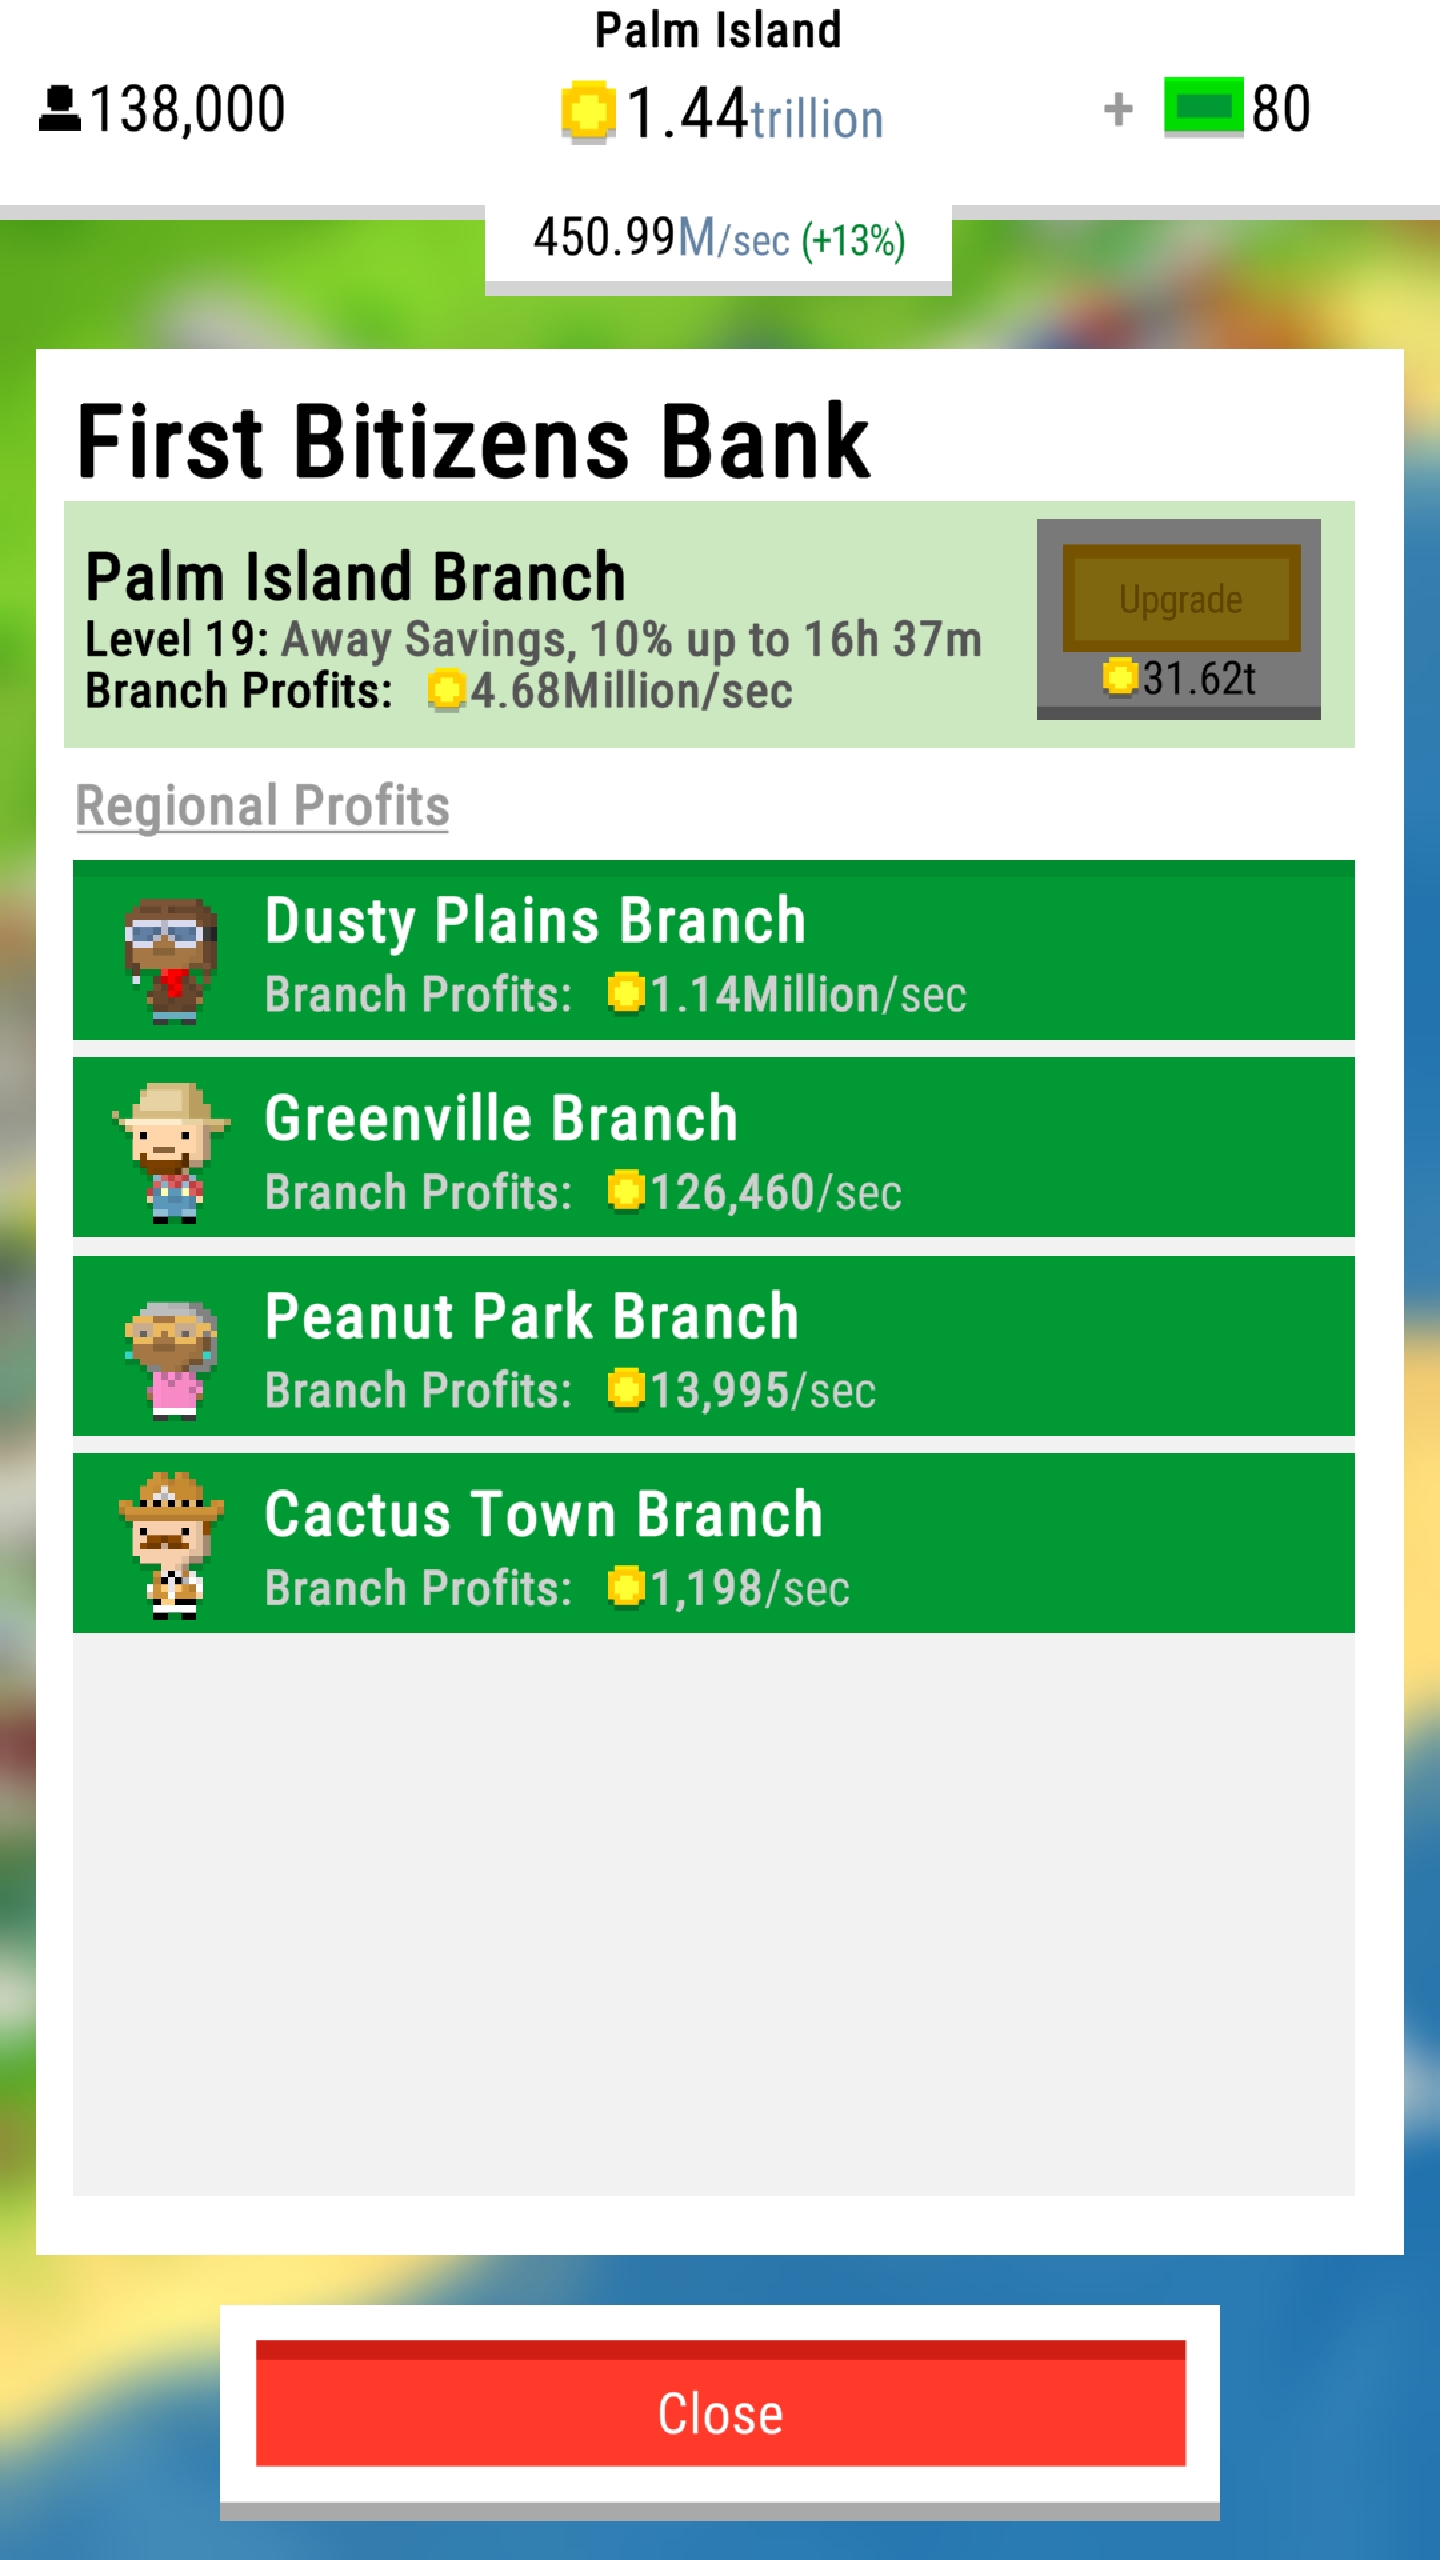 Palm Island
138,000
1.44trillion
+ 80
450.99M/sec (+13%)
First Bitizens Bank
Palm Island Branch
Level 19: Away Savings, 10% up to 16h 37m
Branch Profits: 4.68Million/sec
Upgrade
31.62t
Regional Profits
Dusty Plains Branch
Branch Profits: 1.14Million/sec
Greenville Branch
Branch Profits: 126,460/sec
Peanut Park Branch
Branch Profits: 13,995/sec
Cactus Town Branch
Branch Profits: 1,198/sec
Close